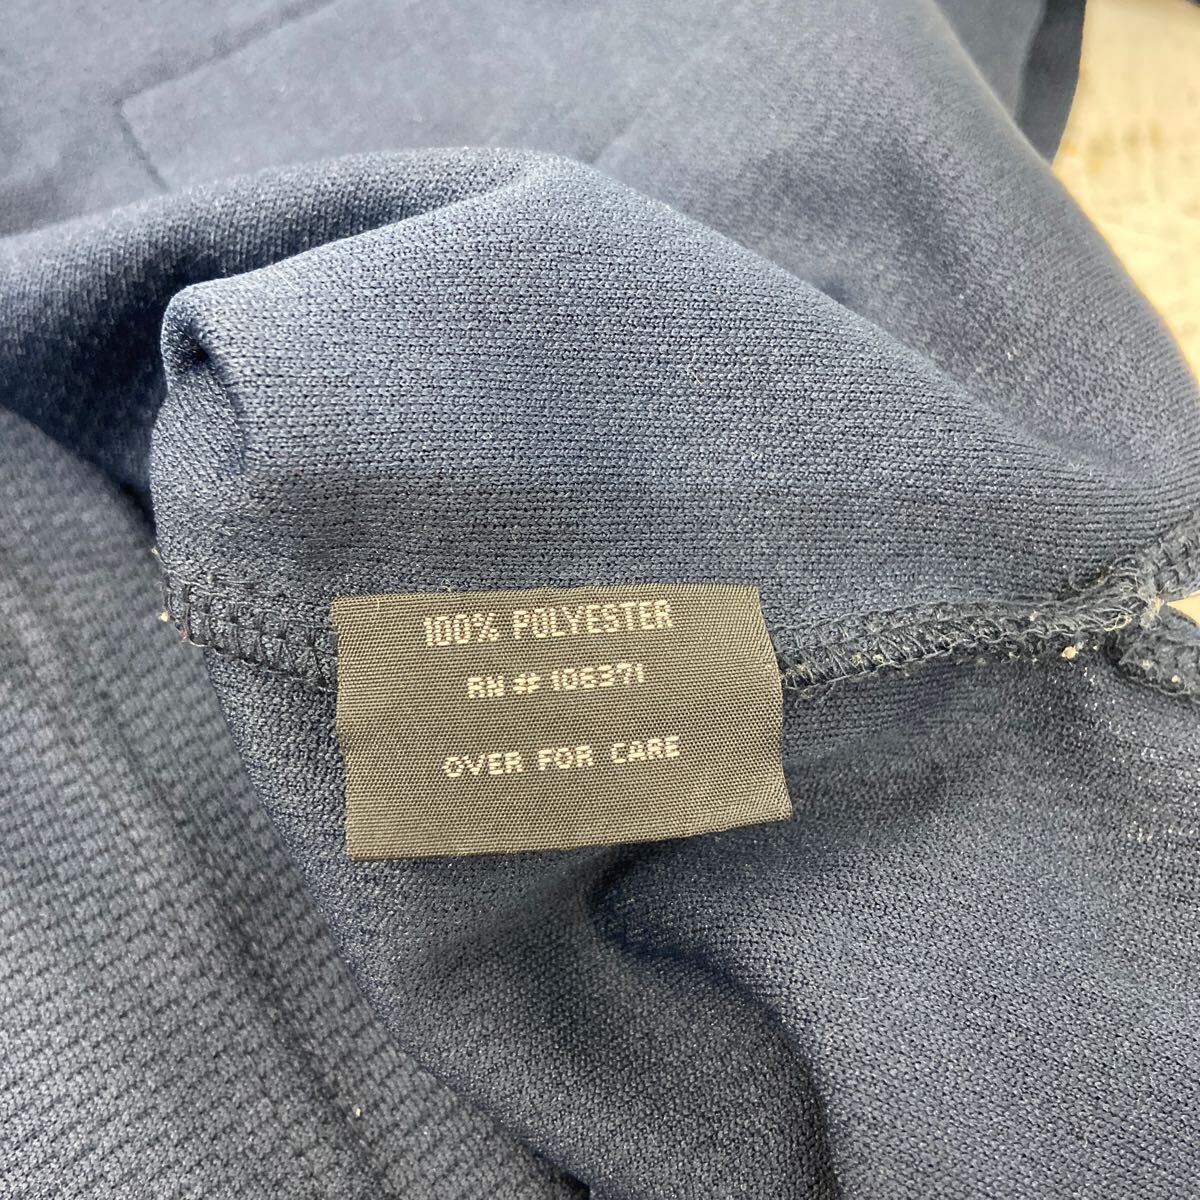 100% POLYESTER
RN # 106371
OVER FOR CARE